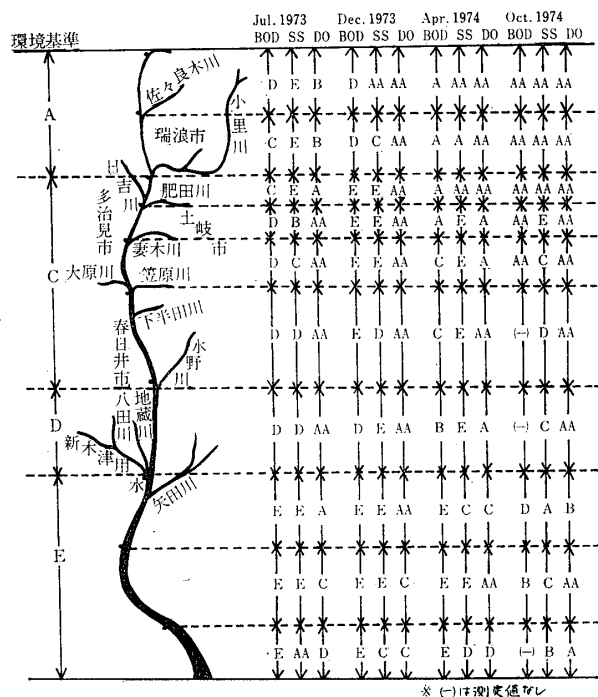 Jul. 1973 Dec. 1973 Apr. 1974 Oct. 1974
環境基準 BOD SS DO BOD SS DO BOD SS DO BOD SS DO
佐々良木川
小里川
A
D E B D AA AA A AA AA AA AA AA
瑞浪市
C E B D C AA A A AA AA AA AA
日吉川
肥田川
C E A E E AA A AA AA AA AA AA
多治見市
土岐市
D B AA E E AA A E A AA E AA
妻木川
D C AA E E AA C E A AA C AA
C
大原川
笠原川
下半田川
春日井市
水野川
D D AA E D AA C E AA (−) D AA
八田川
地蔵川
D
新木津用水
D D AA D E AA B E A (−) C AA
矢田川
E E A E E AA E C C D A B
E
E E C E E C E E AA B C AA
E AA D E C C E D D (−) B A
※ (−)は測定値なし